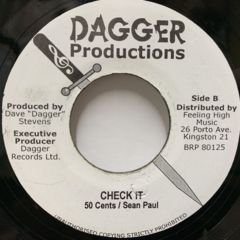 DAGGER
Productions
Produced by
Dave "Dagger"
Stevens
Executive
Producer
Dagger
Records Ltd.
Side B
Distributed by
Feeling High
Music
26 Porto Ave.
Kingston 21
BRP 80125
CHECK IT
50 Cents / Sean Paul
UNAUTHORISED COPYING STRICTLY PROHIBITED